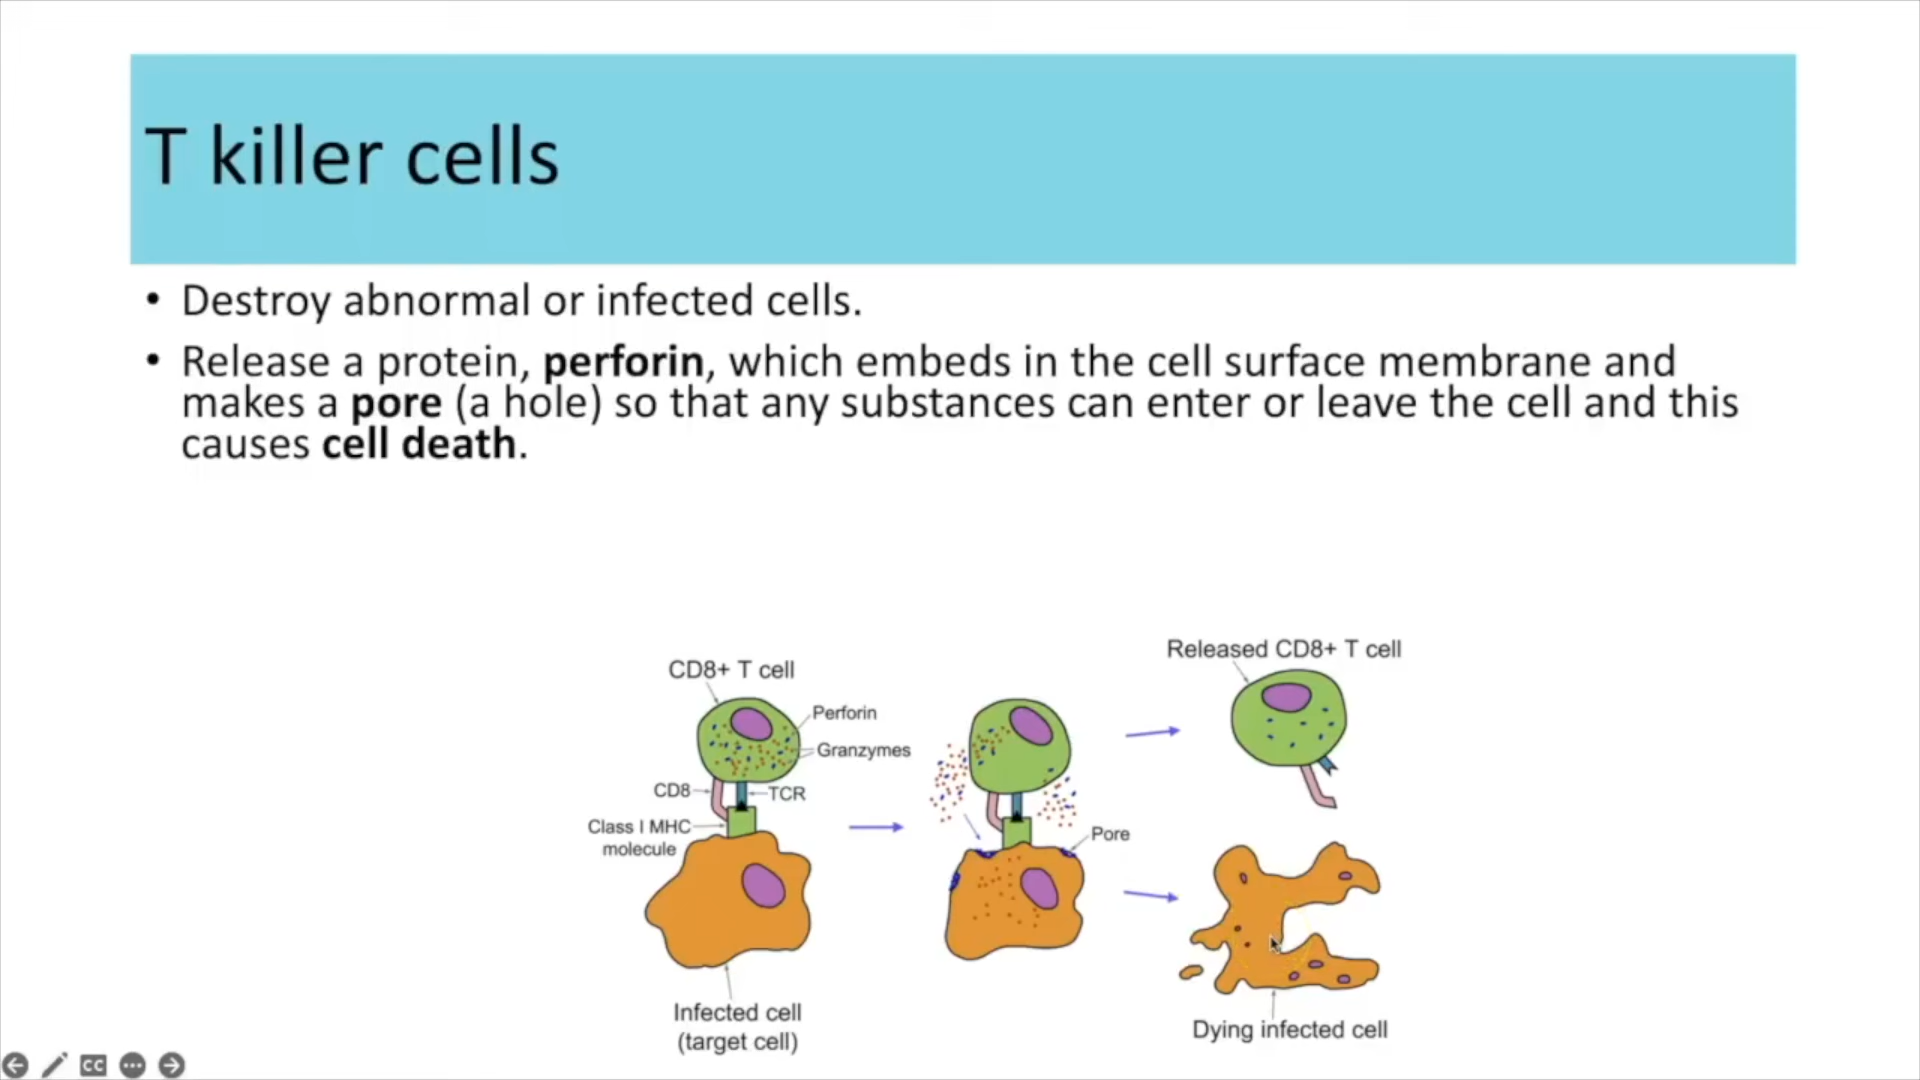 T killer cells
• Destroy abnormal or infected cells.
• Release a protein, perforin, which embeds in the cell surface membrane and
makes a pore (a hole) so that any substances can enter or leave the cell and this
causes cell death.
CD8+ T cell
Perforin
Granzymes
CD8
TCR
Class I MHC
molecule
Infected cell
(target cell)
Pore
Released CD8+ T cell
Dying infected cell
CC